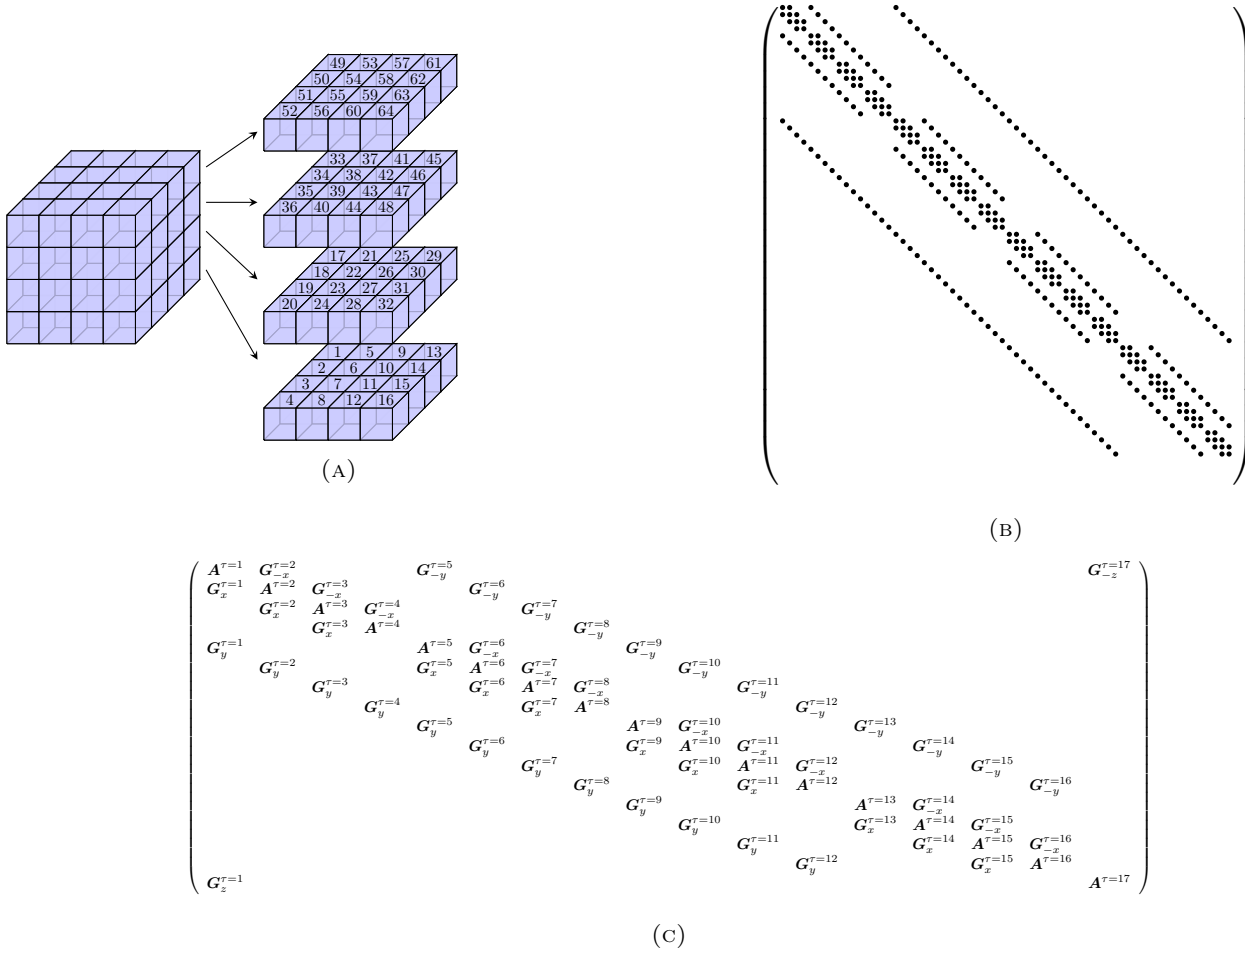 49 53 57 61
50 54 58 62
51 55 59 63
52 56 60 64
33 37 41 45
34 38 42 46
35 39 43 47
36 40 44 48
17 21 25 29
18 22 26 30
19 23 27 31
20 24 28 32
1 5 9 13
2 6 10 14
3 7 11 15
4 8 12 16
(A)
(B)
A^{τ=1} G_{-x}^{τ=2} G_{-y}^{τ=5} G_{-z}^{τ=17}
G_x^{τ=1} A^{τ=2} G_{-x}^{τ=3} G_{-y}^{τ=6}
G_x^{τ=2} A^{τ=3} G_{-x}^{τ=4} G_{-y}^{τ=7}
G_x^{τ=3} A^{τ=4} G_{-y}^{τ=8}
G_y^{τ=1} A^{τ=5} G_{-x}^{τ=6} G_{-y}^{τ=9}
G_y^{τ=2} G_x^{τ=5} A^{τ=6} G_{-x}^{τ=7} G_{-y}^{τ=10}
G_y^{τ=3} G_x^{τ=6} A^{τ=7} G_{-x}^{τ=8} G_{-y}^{τ=11}
G_y^{τ=4} G_x^{τ=7} A^{τ=8} G_{-y}^{τ=12}
G_y^{τ=5} A^{τ=9} G_{-x}^{τ=10} G_{-y}^{τ=13}
G_y^{τ=6} G_x^{τ=9} A^{τ=10} G_{-x}^{τ=11} G_{-y}^{τ=14}
G_y^{τ=7} G_x^{τ=10} A^{τ=11} G_{-x}^{τ=12} G_{-y}^{τ=15}
G_y^{τ=8} G_x^{τ=11} A^{τ=12} G_{-y}^{τ=16}
G_y^{τ=9} A^{τ=13} G_{-x}^{τ=14}
G_y^{τ=10} G_x^{τ=13} A^{τ=14} G_{-x}^{τ=15}
G_y^{τ=11} G_x^{τ=14} A^{τ=15} G_{-x}^{τ=16}
G_y^{τ=12} G_x^{τ=15} A^{τ=16}
G_z^{τ=1} A^{τ=17}
(C)